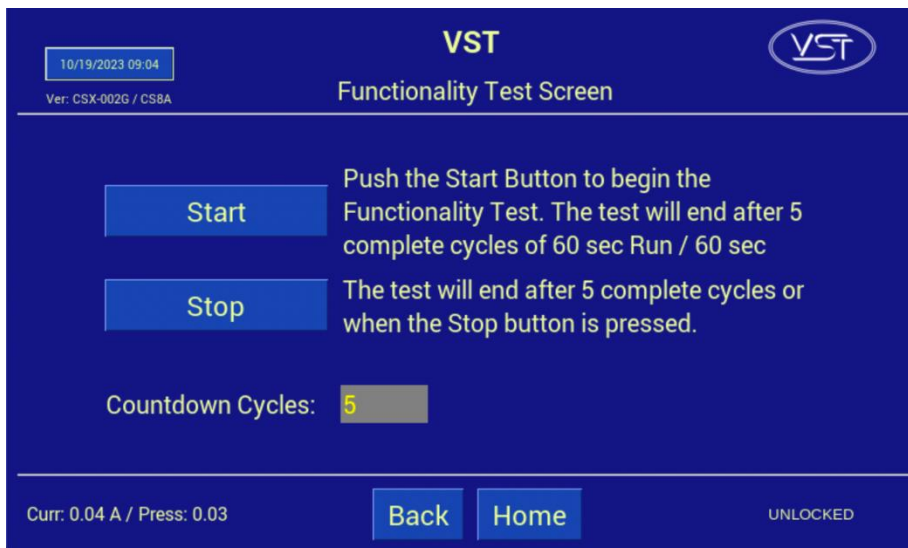 VST
VST
10/19/2023 09:04
Ver: CSX-002G / CS8A
Functionality Test Screen
Start
Push the Start Button to begin the
Functionality Test. The test will end after 5
complete cycles of 60 sec Run / 60 sec
Stop
The test will end after 5 complete cycles or
when the Stop button is pressed.
Countdown Cycles: 5
Curr: 0.04 A / Press: 0.03
Back
Home
UNLOCKED